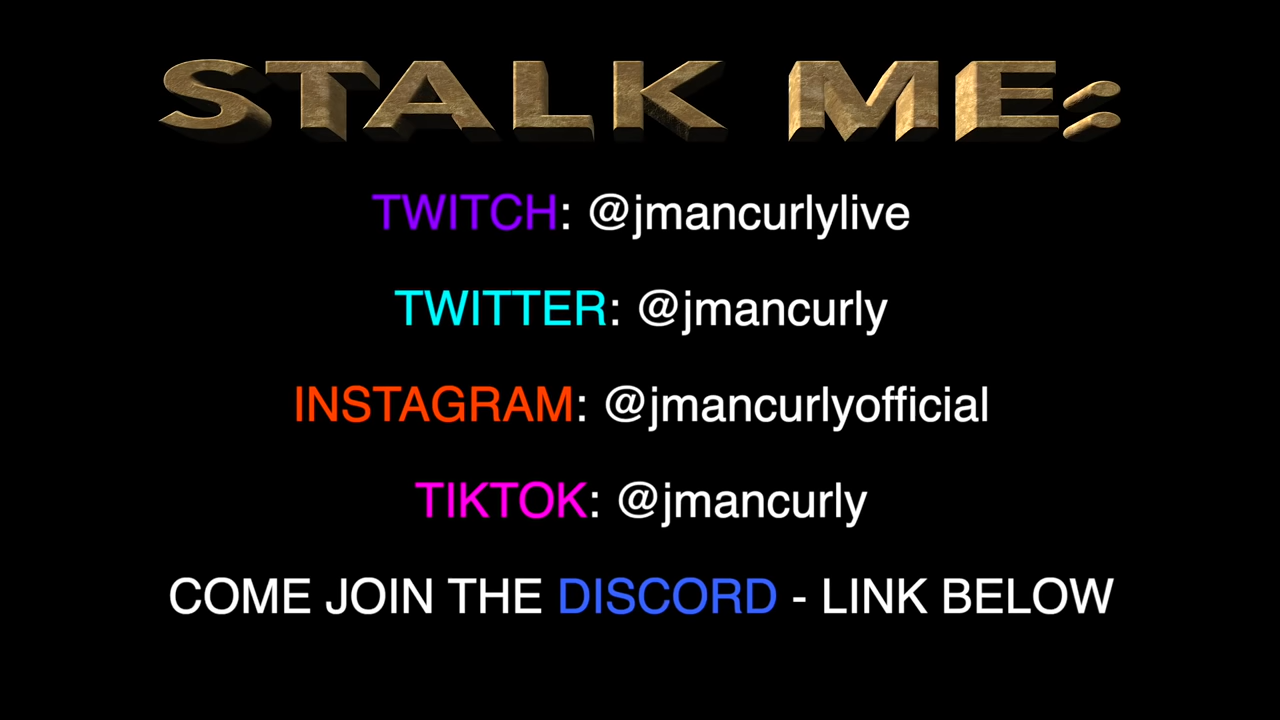 STALK ME:
TWITCH: @jmancurlylive
TWITTER: @jmancurly
INSTAGRAM: @jmancurlyofficial
TIKTOK: @jmancurly
COME JOIN THE DISCORD - LINK BELOW